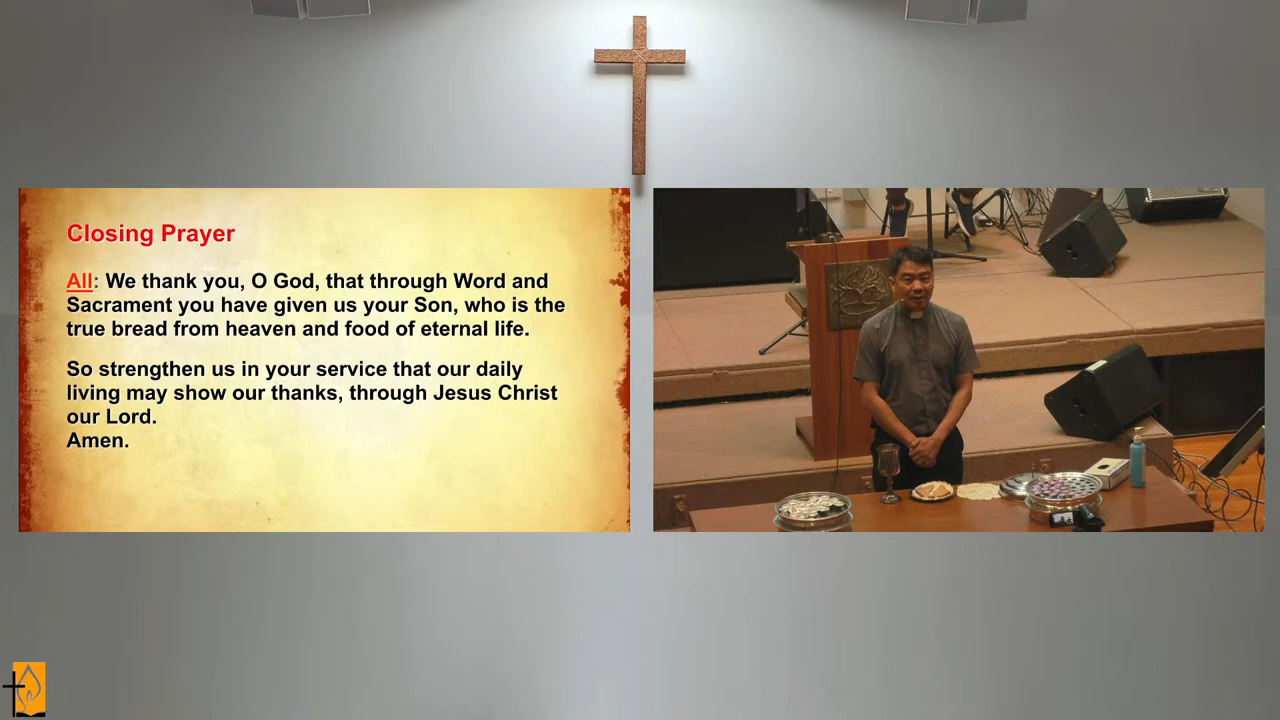 Closing Prayer
All: We thank you, O God, that through Word and
Sacrament you have given us your Son, who is the
true bread from heaven and food of eternal life.
So strengthen us in your service that our daily
living may show our thanks, through Jesus Christ
our Lord.
Amen.